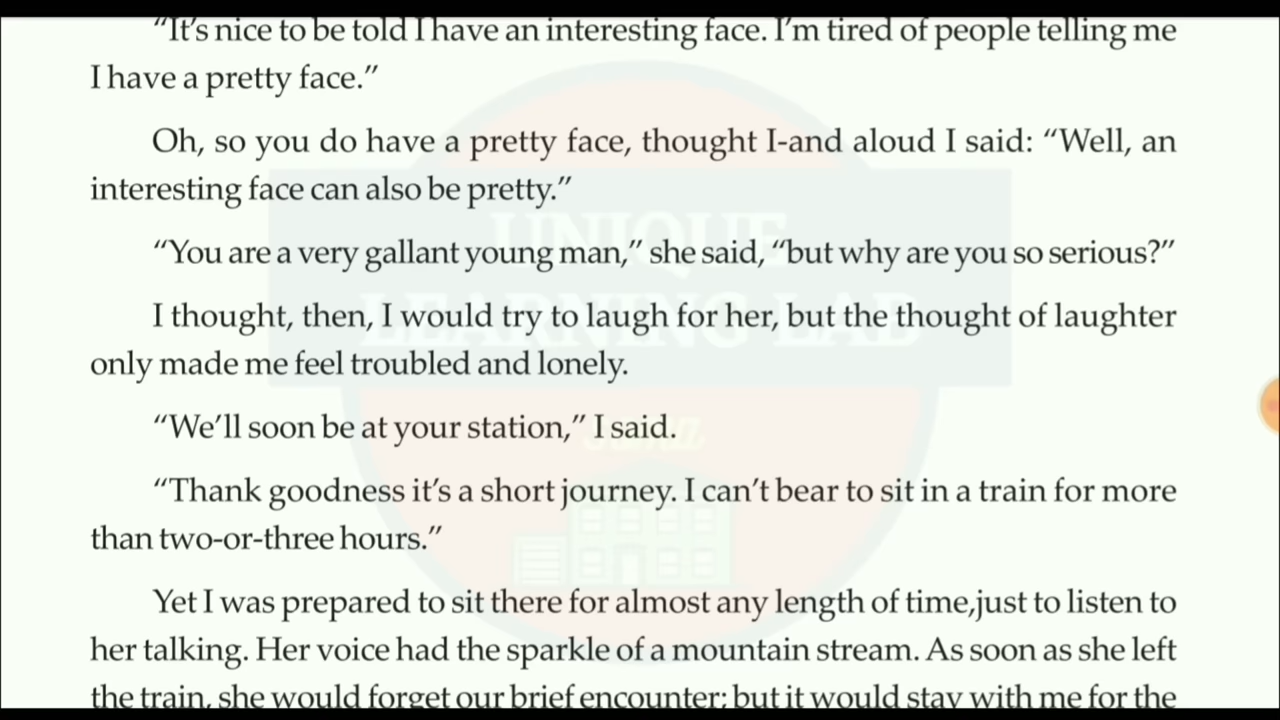 “It’s nice to be told I have an interesting face. I’m tired of people telling me
I have a pretty face.”
Oh, so you do have a pretty face, thought I-and aloud I said: “Well, an
interesting face can also be pretty.”
“You are a very gallant young man,” she said, “but why are you so serious?”
I thought, then, I would try to laugh for her, but the thought of laughter
only made me feel troubled and lonely.
“We’ll soon be at your station,” I said.
“Thank goodness it’s a short journey. I can’t bear to sit in a train for more
than two-or-three hours.”
Yet I was prepared to sit there for almost any length of time,just to listen to
her talking. Her voice had the sparkle of a mountain stream. As soon as she left
the train, she would forget our brief encounter; but it would stay with me for the
UNIQUE
LEARNING LAB